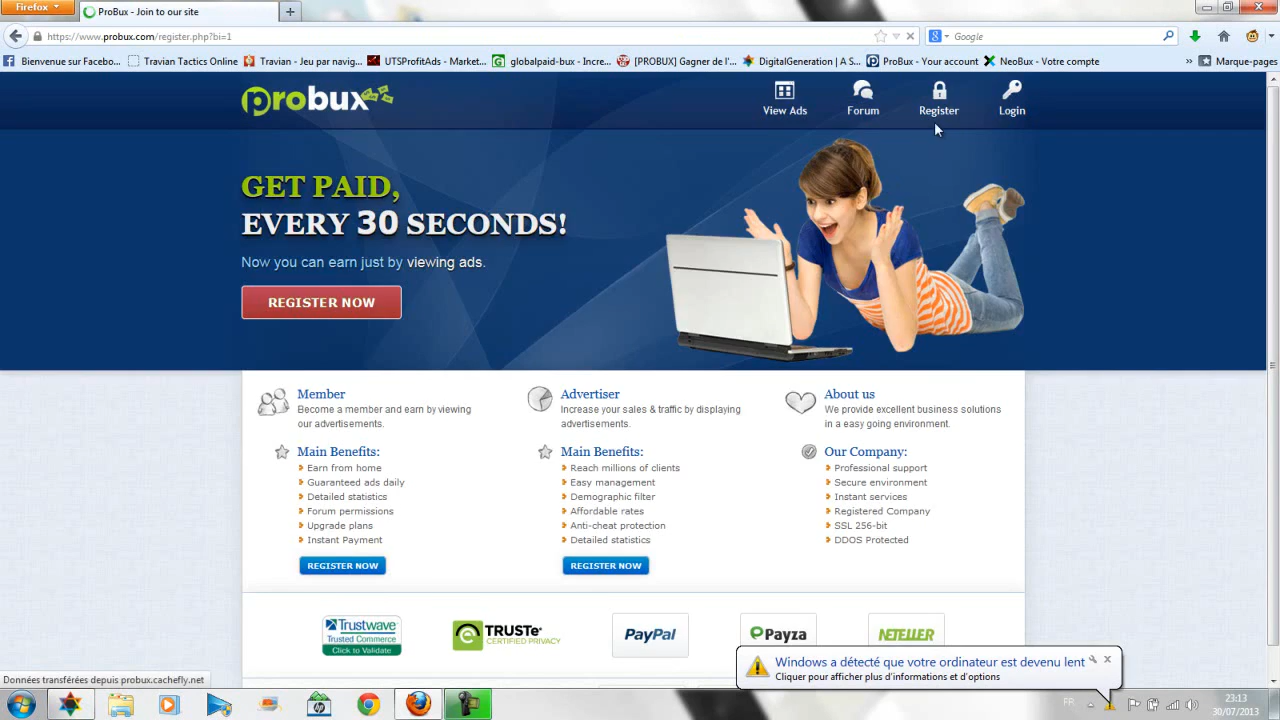 Firefox
ProBux - Join to our site
https://www.probux.com/register.php?bi=1
Google
Bienvenue sur Facebo...
Travian Tactics Online
Travian - Jeu par navig...
UTSProfitAds - Market...
globalpaid-bux - Incre...
[PROBUX] Gagner de l'...
DigitalGeneration | A S...
ProBux - Your account
NeoBux - Votre compte
Marque-pages
probux
View Ads
Forum
Register
Login
GET PAID,
EVERY 30 SECONDS!
Now you can earn just by viewing ads.
REGISTER NOW
Member
Become a member and earn by viewing
our advertisements.
Main Benefits:
Earn from home
Guaranteed ads daily
Detailed statistics
Forum permissions
Upgrade plans
Instant Payment
REGISTER NOW
Advertiser
Increase your sales & traffic by displaying
advertisements.
Main Benefits:
Reach millions of clients
Easy management
Demographic filter
Affordable rates
Anti-cheat protection
Detailed statistics
REGISTER NOW
About us
We provide excellent business solutions
in a easy going environment.
Our Company:
Professional support
Secure environment
Instant services
Registered Company
SSL 256-bit
DDOS Protected
Trustwave
Trusted Commerce
Click to Validate
TRUSTe
CERTIFIED PRIVACY
PayPal
Payza
NETELLER
Windows a détecté que votre ordinateur est devenu lent
Cliquer pour afficher plus d'informations et d'options
Données transférées depuis probux.cachefly.net
FR
23:13
30/07/2013